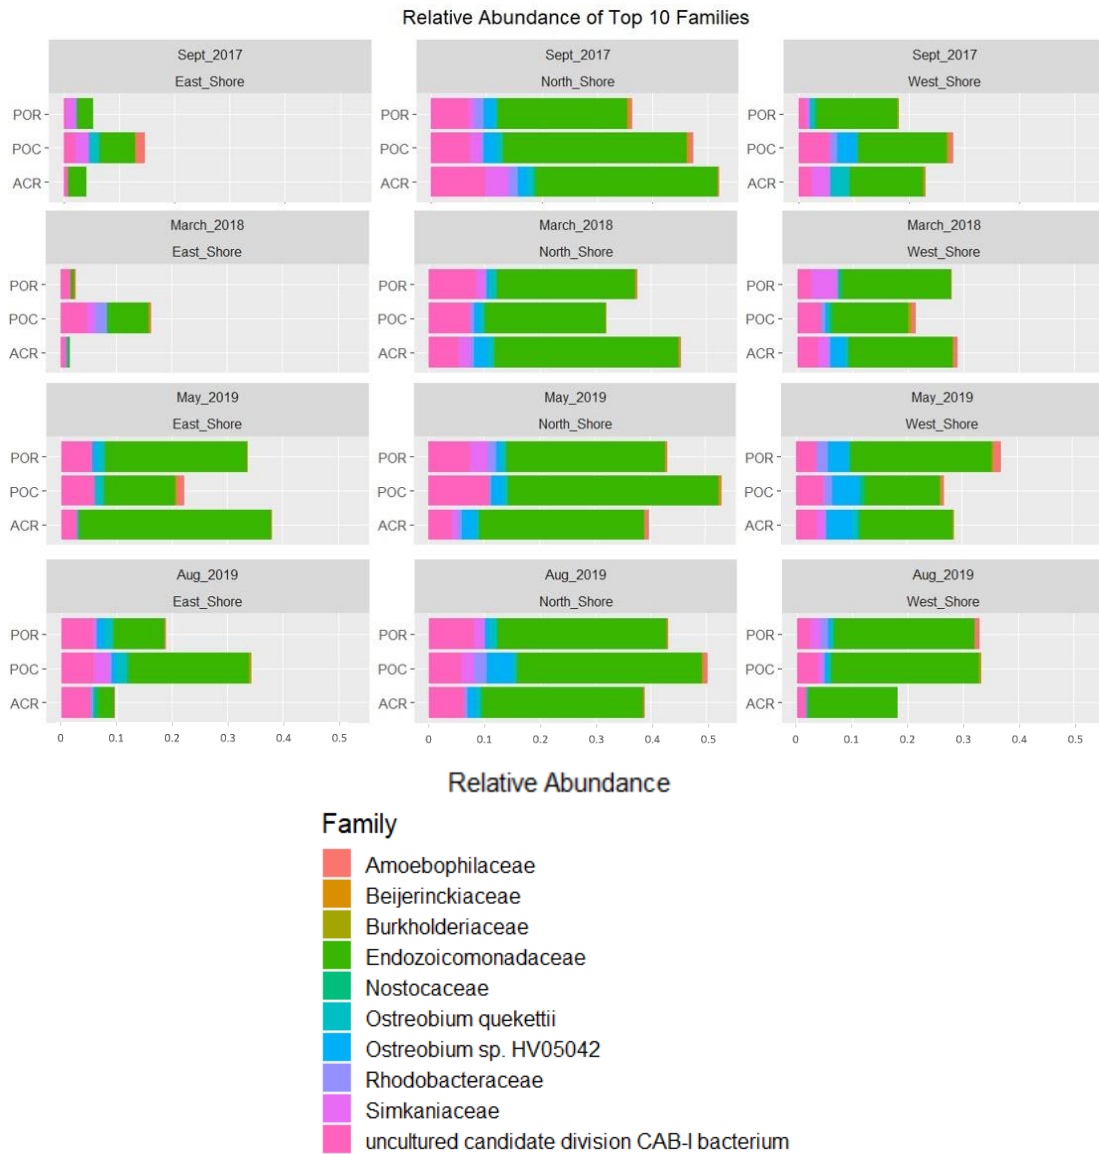 Relative Abundance of Top 10 Families
Sept_2017 Sept_2017 Sept_2017
East_Shore North_Shore West_Shore
POR POR POR
POC POC POC
ACR ACR ACR
March_2018 March_2018 March_2018
East_Shore North_Shore West_Shore
POR POR POR
POC POC POC
ACR ACR ACR
May_2019 May_2019 May_2019
East_Shore North_Shore West_Shore
POR POR POR
POC POC POC
ACR ACR ACR
Aug_2019 Aug_2019 Aug_2019
East_Shore North_Shore West_Shore
POR POR POR
POC POC POC
ACR ACR ACR
0 0.1 0.2 0.3 0.4 0.5 0 0.1 0.2 0.3 0.4 0.5 0 0.1 0.2 0.3 0.4 0.5
Relative Abundance
Family
Amoebophilaceae
Beijerinckiaceae
Burkholderiaceae
Endozoicomonadaceae
Nostocaceae
Ostreobium quekettii
Ostreobium sp. HV05042
Rhodobacteraceae
Simkaniaceae
uncultured candidate division CAB-I bacterium